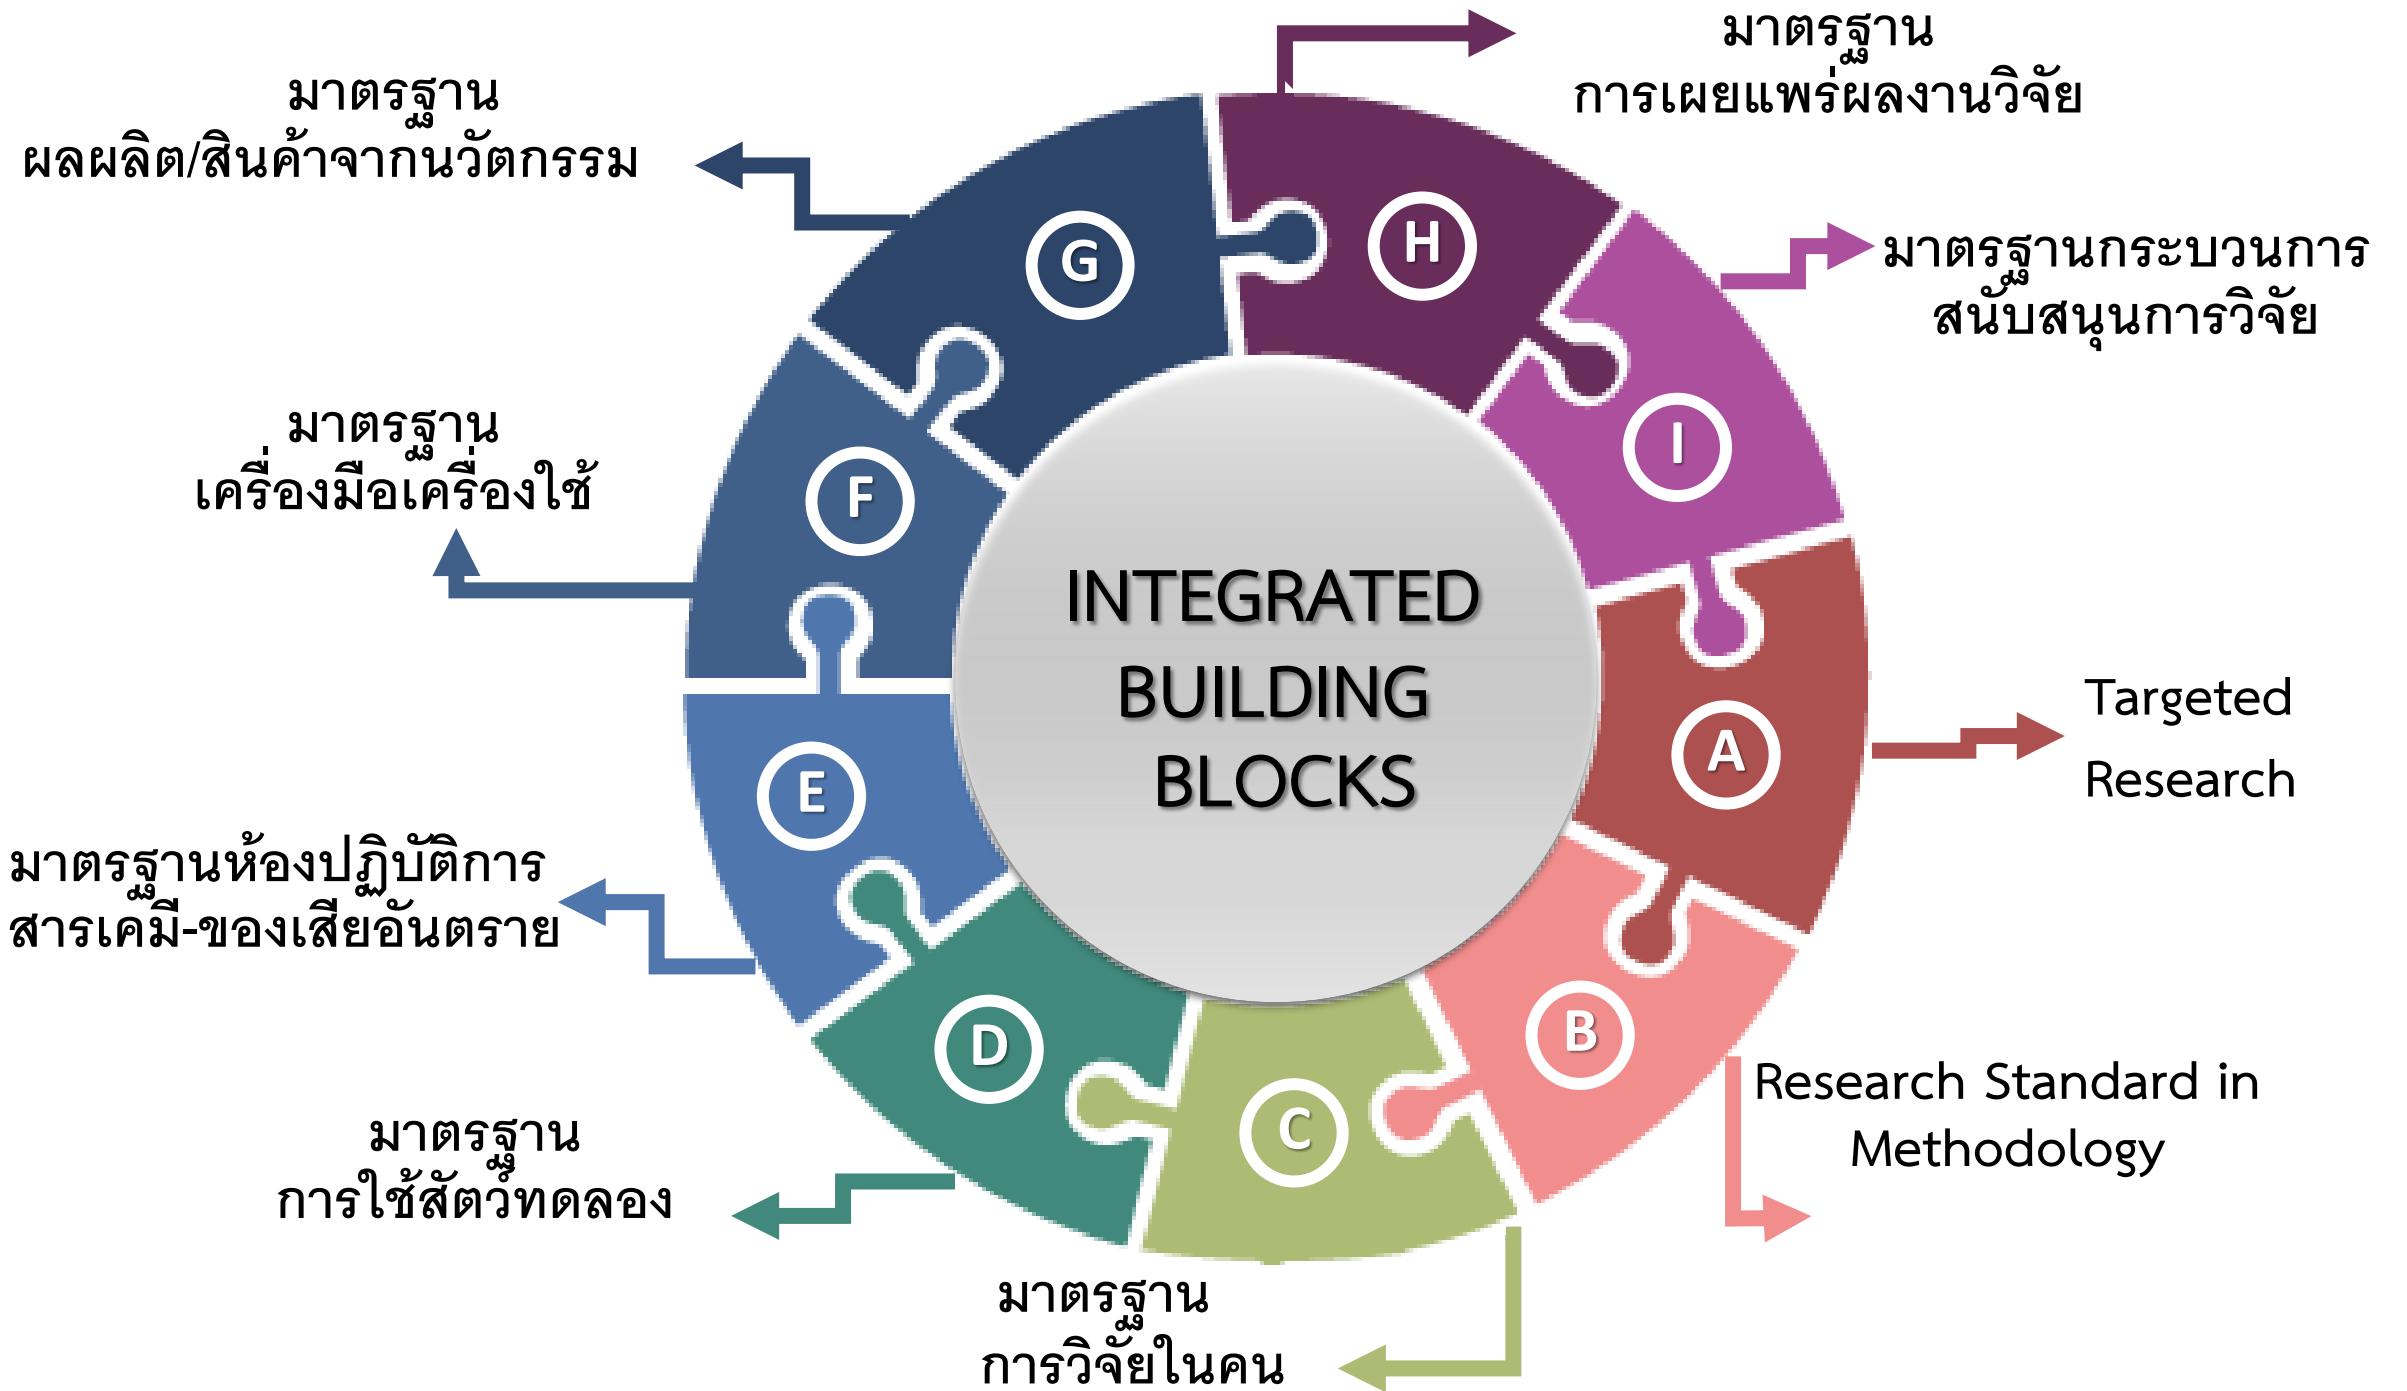 มาตรฐาน
การเผยแพร่ผลงานวิจัย
มาตรฐาน
ผลผลิต/สินค้าจากนวัตกรรม
H
G
มาตรฐานกระบวนการ
สนับสนุนการวิจัย
มาตรฐาน
เครื่องมือเครื่องใช้
I
F
INTEGRATED
BUILDING
BLOCKS
Targeted
Research
A
E
มาตรฐานห้องปฏิบัติการ
สารเคมี-ของเสียอันตราย
B
D
Research Standard in
Methodology
C
มาตรฐาน
การใช้สัตว์ทดลอง
มาตรฐาน
การวิจัยในคน